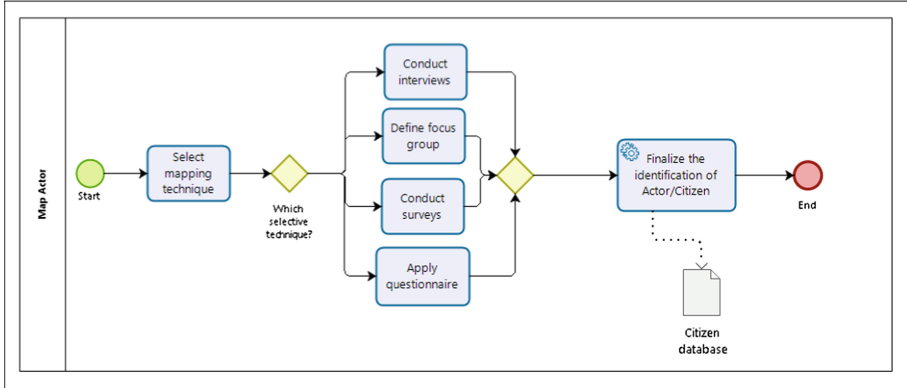 Map Actor
Start
Select
mapping
technique
Which
selective
technique?
Conduct
interviews
Define focus
group
Conduct
surveys
Apply
questionnaire
Finalize the
identification of
Actor/Citizen
End
Citizen
database